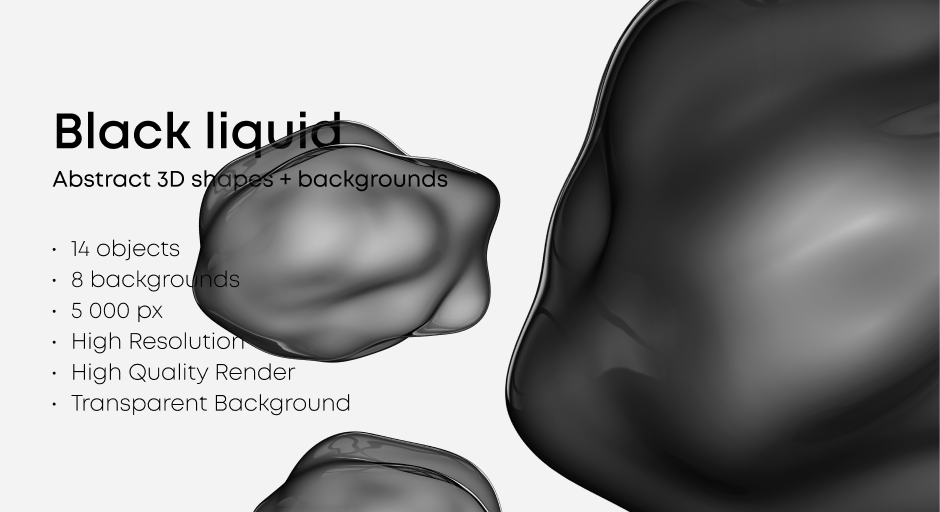 Black liquid
Abstract 3D shapes + backgrounds
· 14 objects
· 8 backgrounds
· 5 000 px
· High Resolution
· High Quality Render
· Transparent Background